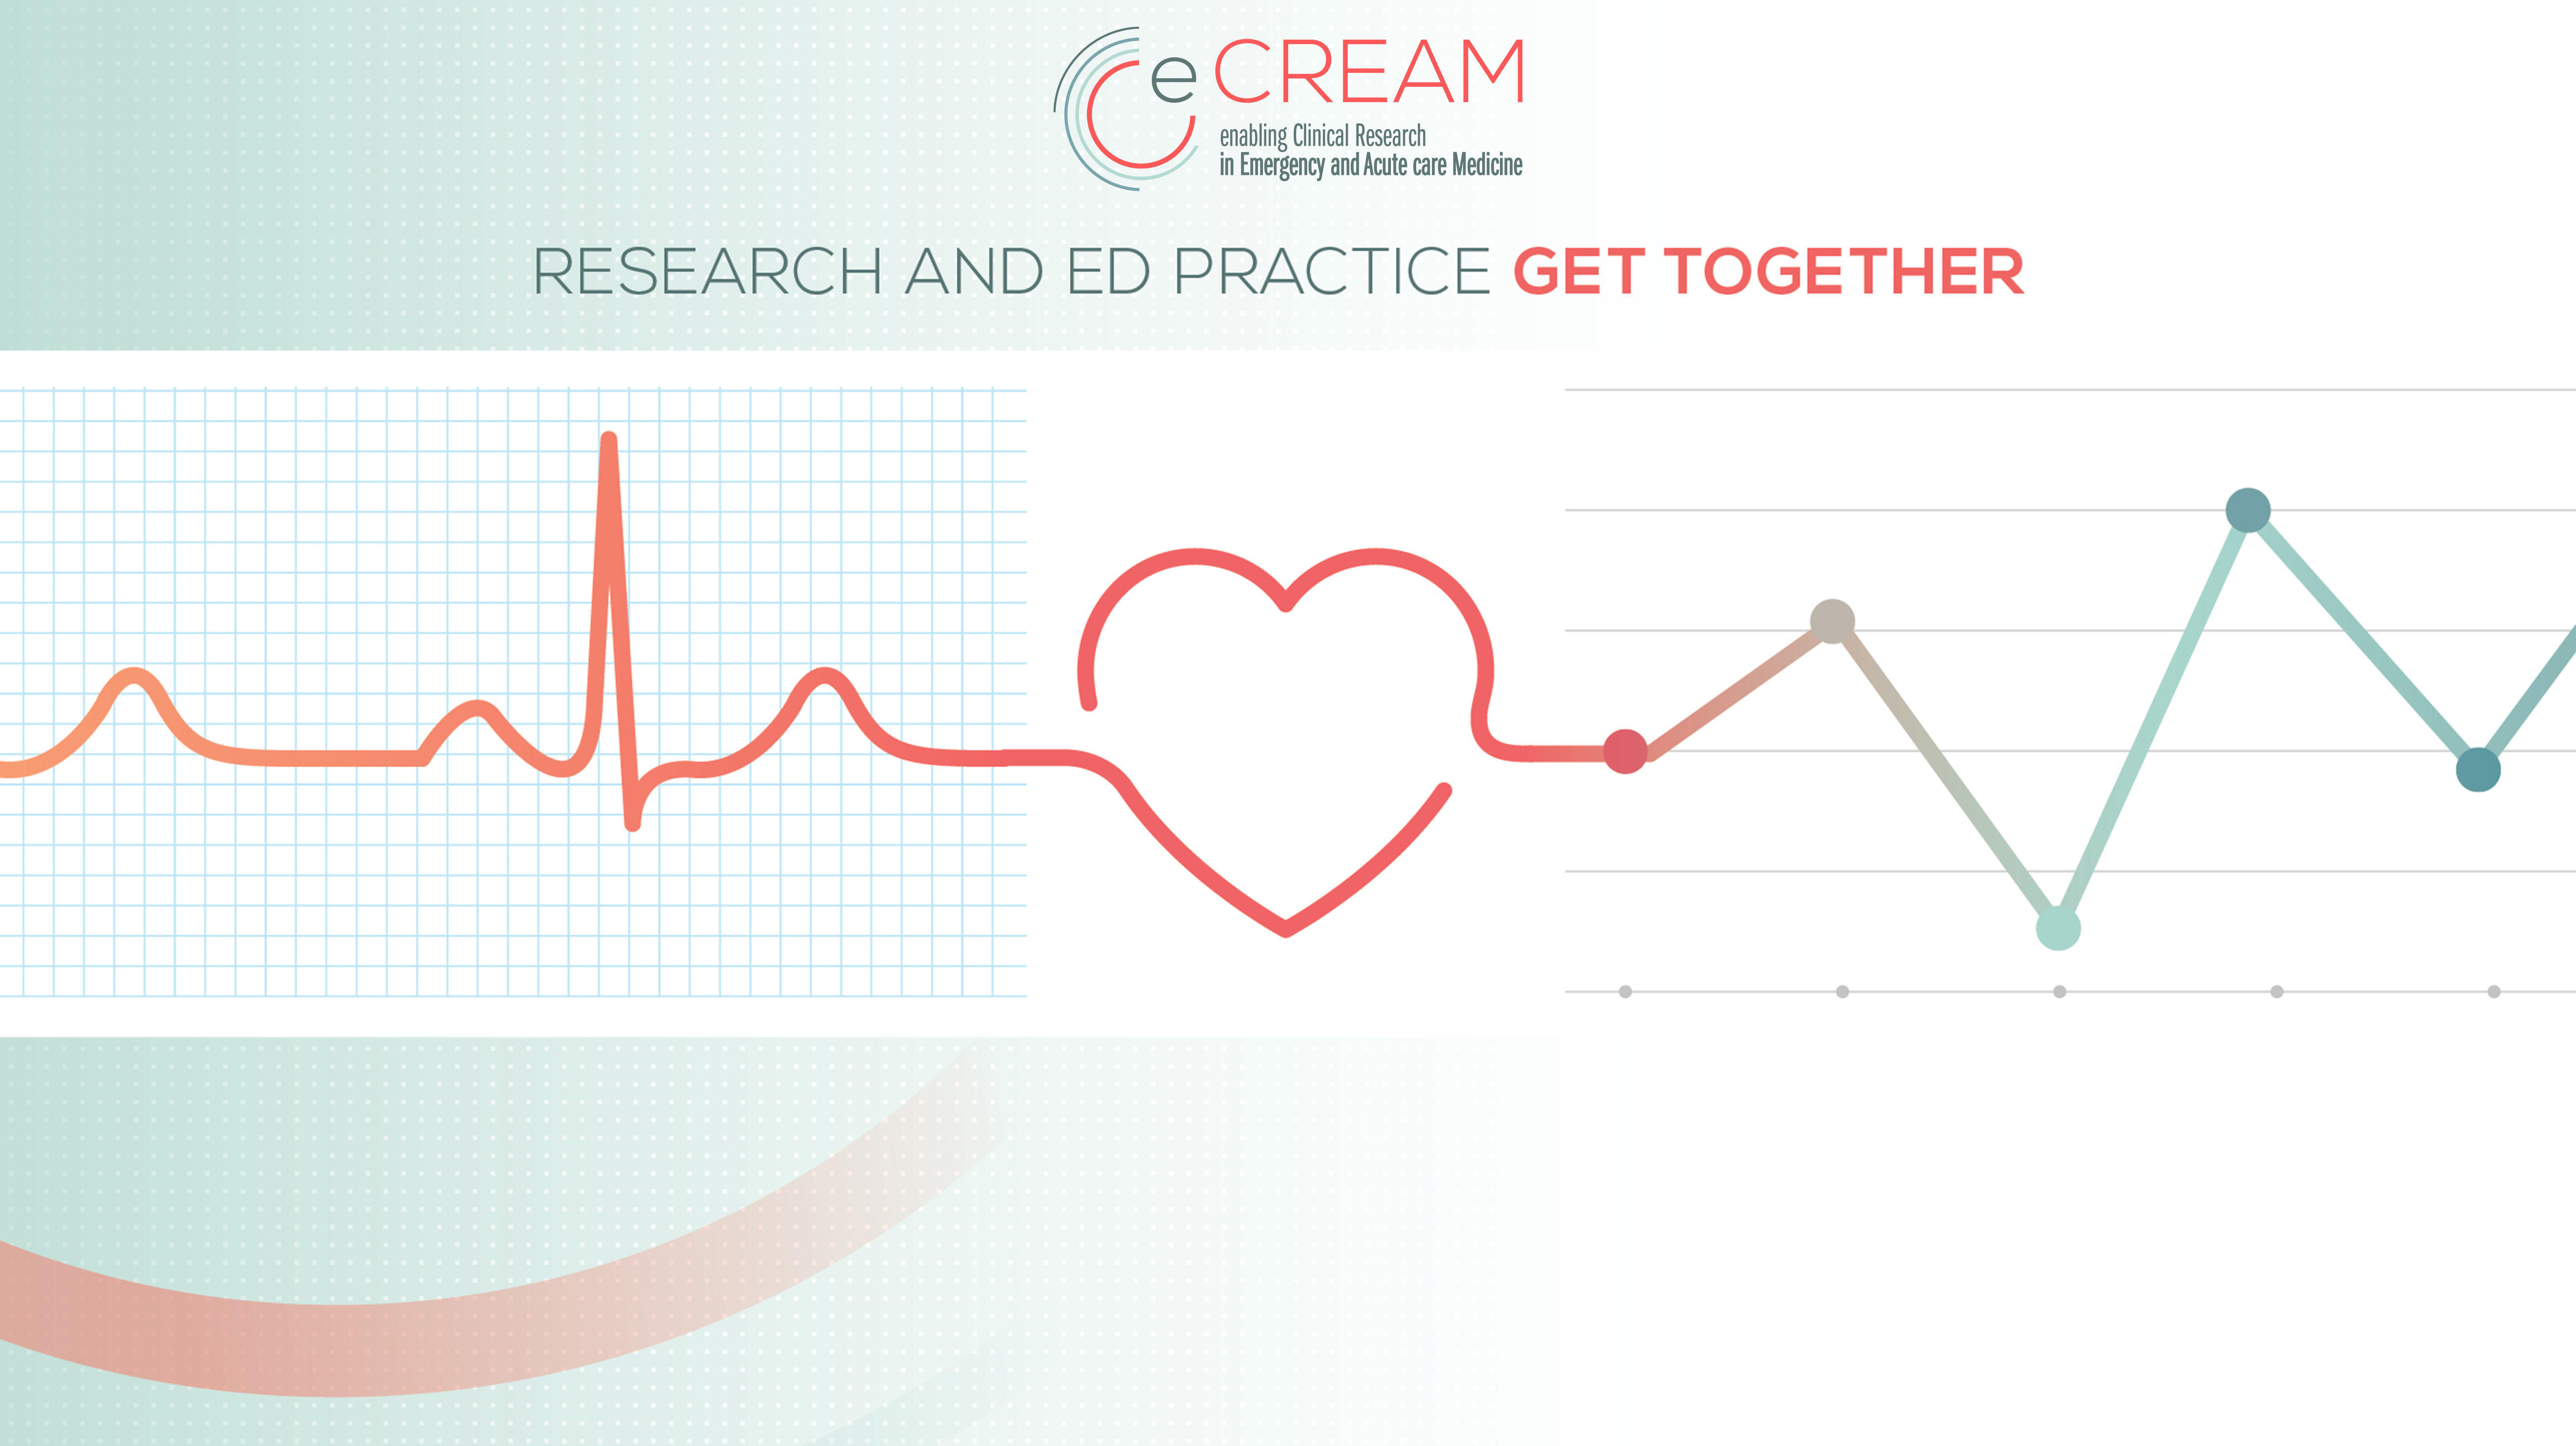 eCREAM
enabling Clinical Research
in Emergency and Acute care Medicine
RESEARCH AND ED PRACTICE GET TOGETHER